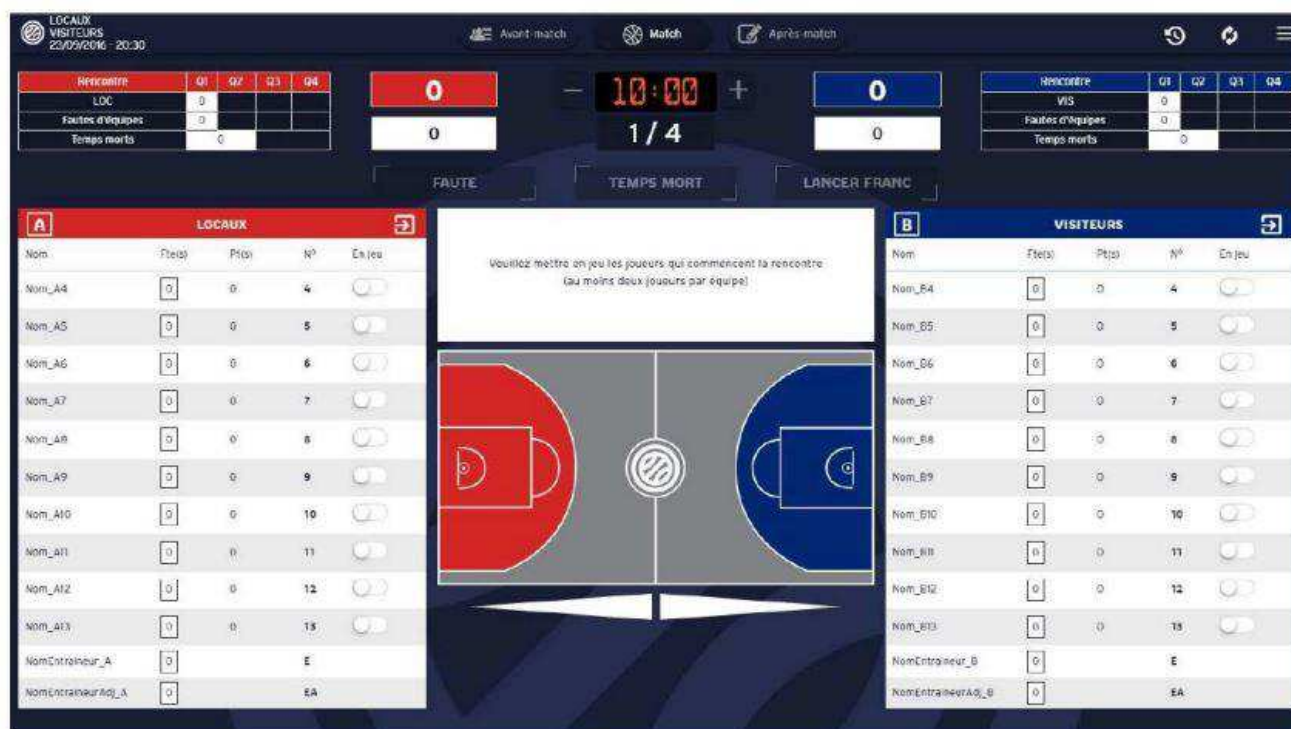 LOCAUX
VISITEURS
23/09/2016 - 20:30
Avant-match
Match
Après-match
Rencontre Q1 Q2 Q3 Q4
LOC 0
Fautes d'équipes 0
Temps morts 0
0
0
10:00
1 / 4
0
0
Rencontre Q1 Q2 Q3 Q4
VIS 0
Fautes d'équipes 0
Temps morts 0
FAUTE
TEMPS MORT
LANCER FRANC
A LOCAUX
Nom Fte(s) Pt(s) N° En jeu
Nom_A4 0 0 4
Nom_A5 0 0 5
Nom_A6 0 0 6
Nom_A7 0 0 7
Nom_A8 0 0 8
Nom_A9 0 0 9
Nom_A10 0 0 10
Nom_A11 0 0 11
Nom_A12 0 0 12
Nom_A13 0 0 13
NomEntraineur_A 0 E
NomEntraineurAdj_A 0 EA
Veuillez mettre en jeu les joueurs qui commencent la rencontre
(au moins deux joueurs par équipe)
B VISITEURS
Nom Fte(s) Pt(s) N° En jeu
Nom_B4 0 0 4
Nom_B5 0 0 5
Nom_B6 0 0 6
Nom_B7 0 0 7
Nom_B8 0 0 8
Nom_B9 0 0 9
Nom_B10 0 0 10
Nom_B11 0 0 11
Nom_B12 0 0 12
Nom_B13 0 0 13
NomEntraineur_B 0 E
NomEntraineurAdj_B 0 EA